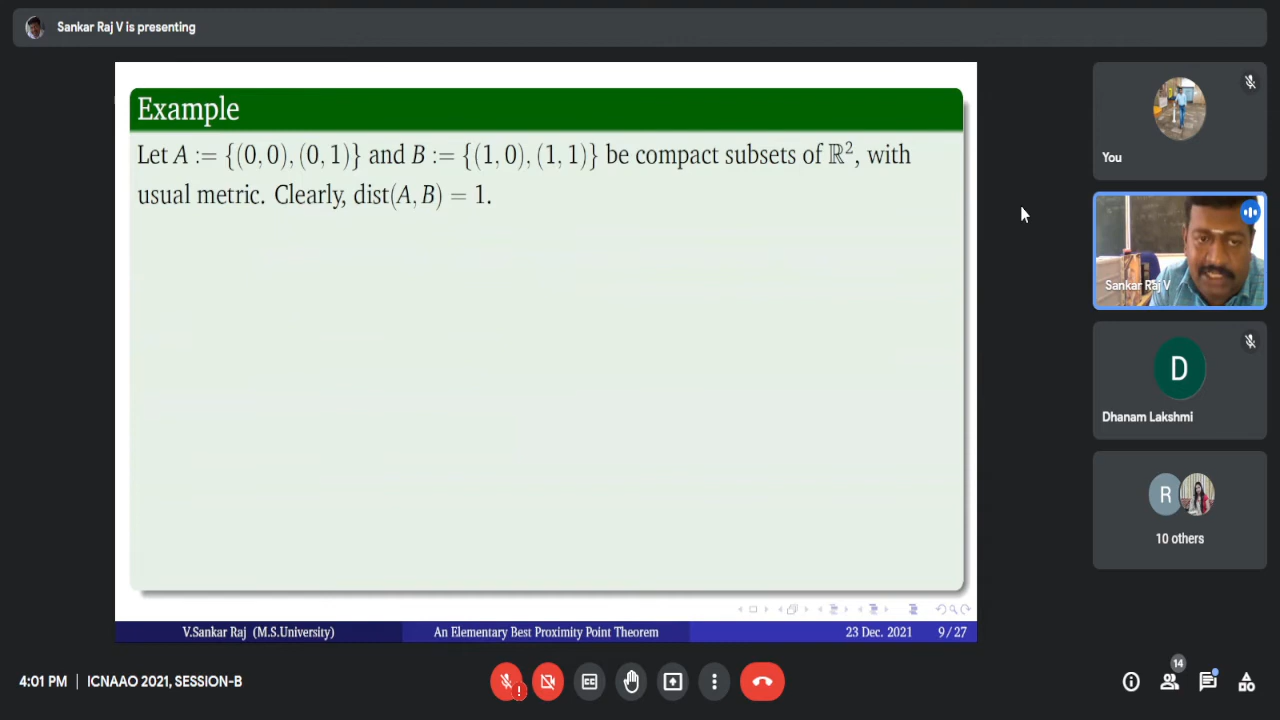 Sankar Raj V is presenting
Example
Let A := {(0, 0), (0, 1)} and B := {(1, 0), (1, 1)} be compact subsets of ℝ², with
usual metric. Clearly, dist(A, B) = 1.
V.Sankar Raj (M.S.University)
An Elementary Best Proximity Point Theorem
23 Dec. 2021
9 / 27
You
Sankar Raj V
D
Dhanam Lakshmi
R
10 others
4:01 PM | ICNAAO 2021, SESSION-B
14